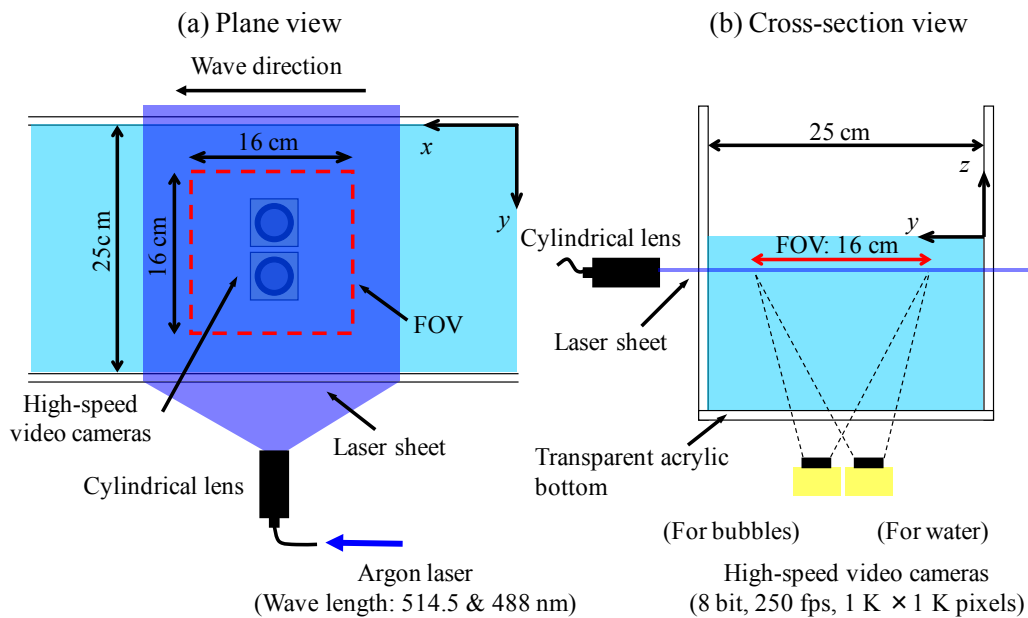 (a) Plane view
Wave direction
16 cm
x
y
25c m
16 cm
FOV
High-speed
video cameras
Laser sheet
Cylindrical lens
Argon laser
(Wave length: 514.5 & 488 nm)
(b) Cross-section view
25 cm
z
y
Cylindrical lens
FOV: 16 cm
Laser sheet
Transparent acrylic
bottom
(For bubbles)
(For water)
High-speed video cameras
(8 bit, 250 fps, 1 K × 1 K pixels)